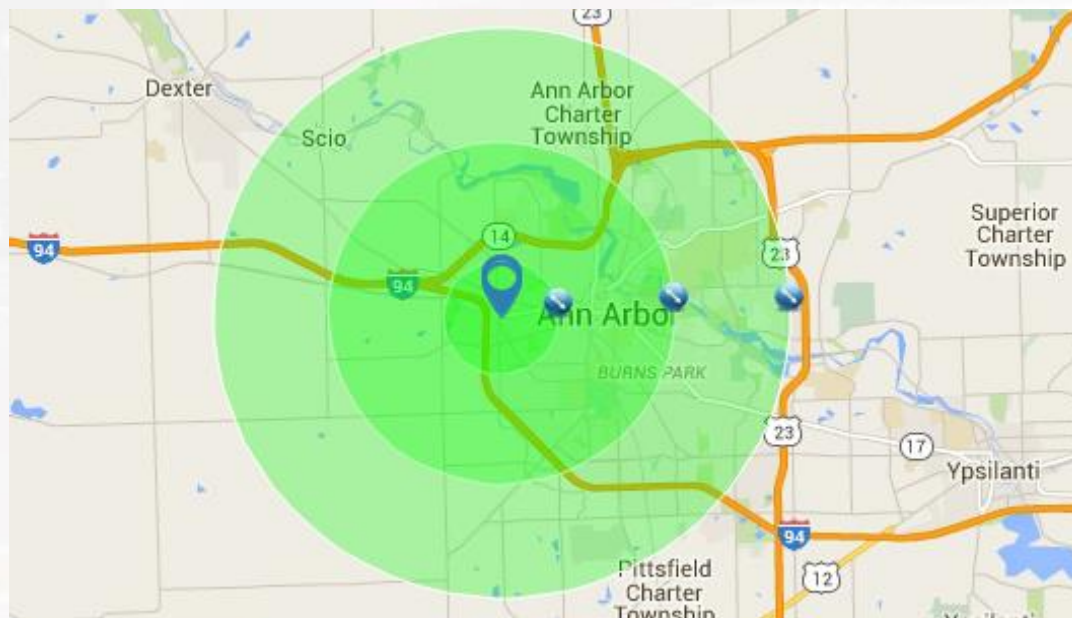 23
Dexter
Ann Arbor
Charter
Township
Scio
Superior
Charter
Township
14
94
23
94
Ann Arbor
BURNS PARK
23
17
Ypsilanti
94
Pittsfield
Charter
Township
12
Ypsilanti